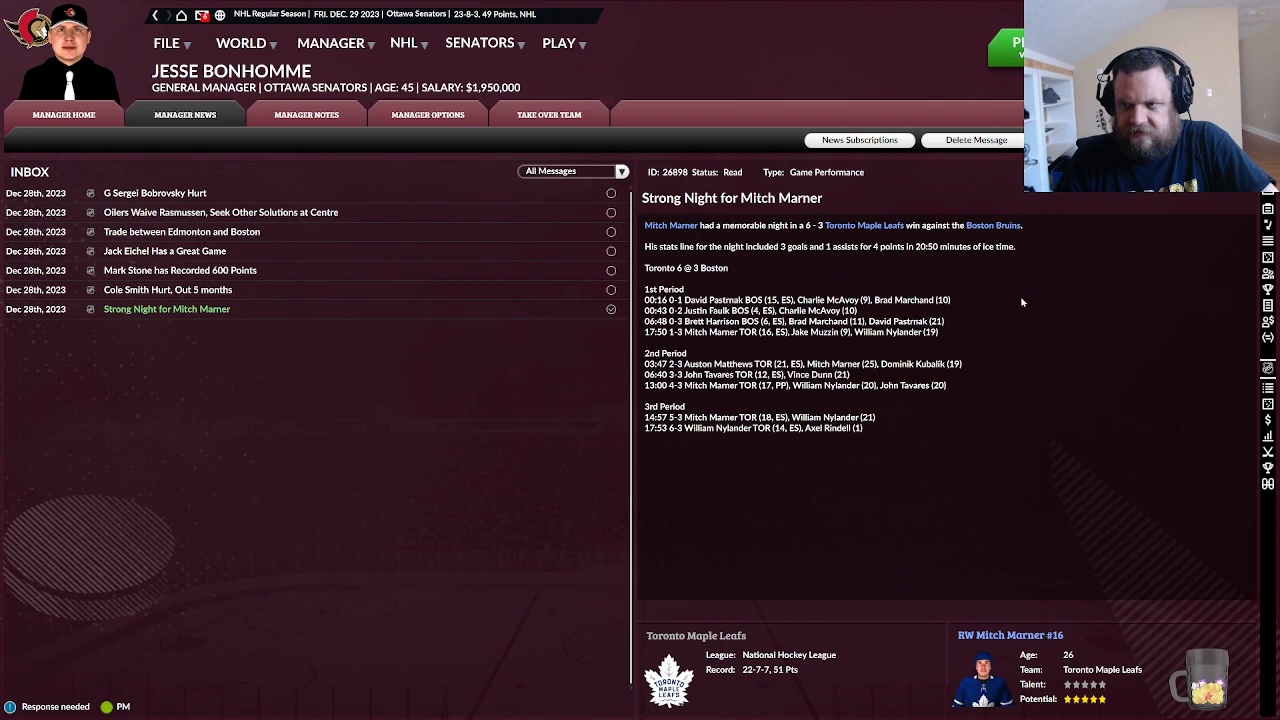 NHL Regular Season | FRI. DEC. 29 2023 | Ottawa Senators | 23-8-3, 49 Points, NHL
FILE WORLD MANAGER NHL SENATORS PLAY
JESSE BONHOMME
GENERAL MANAGER | OTTAWA SENATORS | AGE: 45 | SALARY: $1,950,000
MANAGER HOME MANAGER NEWS MANAGER NOTES MANAGER OPTIONS TAKE OVER TEAM
News Subscriptions Delete Message
INBOX All Messages
Dec 28th, 2023 G Sergei Bobrovsky Hurt
Dec 28th, 2023 Oilers Waive Rasmussen, Seek Other Solutions at Centre
Dec 28th, 2023 Trade between Edmonton and Boston
Dec 28th, 2023 Jack Eichel Has a Great Game
Dec 28th, 2023 Mark Stone has Recorded 600 Points
Dec 28th, 2023 Cole Smith Hurt, Out 5 months
Dec 28th, 2023 Strong Night for Mitch Marner
ID: 26898 Status: Read Type: Game Performance
Strong Night for Mitch Marner
Mitch Marner had a memorable night in a 6 - 3 Toronto Maple Leafs win against the Boston Bruins.
His stats line for the night included 3 goals and 1 assists for 4 points in 20:50 minutes of ice time.
Toronto 6 @ 3 Boston
1st Period
00:16 0-1 David Pastrnak BOS (15, ES), Charlie McAvoy (9), Brad Marchand (10)
00:43 0-2 Justin Faulk BOS (4, ES), Charlie McAvoy (10)
06:48 0-3 Brett Harrison BOS (6, ES), Brad Marchand (11), David Pastrnak (21)
17:50 1-3 Mitch Marner TOR (16, ES), Jake Muzzin (9), William Nylander (19)
2nd Period
03:47 2-3 Auston Matthews TOR (21, ES), Mitch Marner (25), Dominik Kubalík (19)
06:40 3-3 John Tavares TOR (12, ES), Vince Dunn (21)
13:00 4-3 Mitch Marner TOR (17, PP), William Nylander (20), John Tavares (20)
3rd Period
14:57 5-3 Mitch Marner TOR (18, ES), William Nylander (21)
17:53 6-3 William Nylander TOR (14, ES), Axel Rindell (1)
Toronto Maple Leafs
League: National Hockey League
Record: 22-7-7, 51 Pts
TORONTO MAPLE LEAFS
RW Mitch Marner #16
Age: 26
Team: Toronto Maple Leafs
Talent:
Potential:
Response needed PM